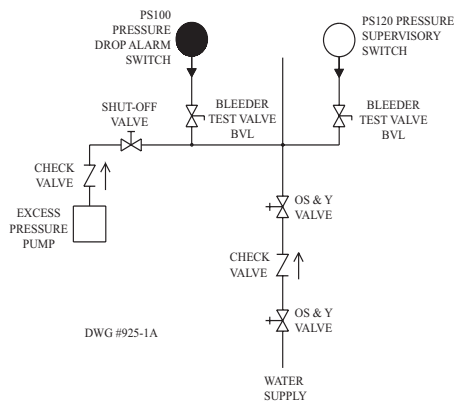 PS100
PRESSURE
DROP ALARM
SWITCH
PS120 PRESSURE
SUPERVISORY
SWITCH
SHUT-OFF
VALVE
BLEEDER
TEST VALVE
BVL
BLEEDER
TEST VALVE
BVL
CHECK
VALVE
EXCESS
PRESSURE
PUMP
OS & Y
VALVE
CHECK
VALVE
OS & Y
VALVE
DWG #925-1A
WATER
SUPPLY